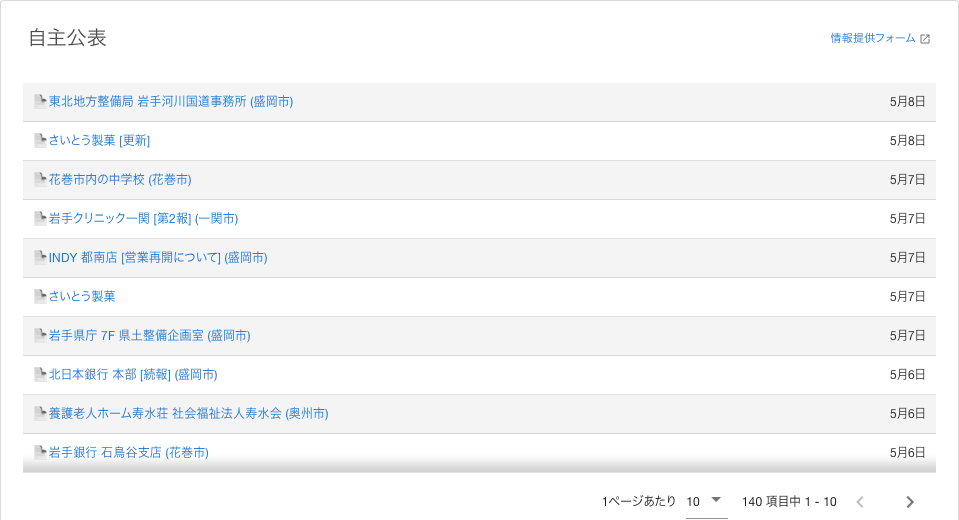 自主公表
情報提供フォーム
東北地方整備局 岩手河川国道事務所 (盛岡市) 5月8日
さいとう製菓 [更新] 5月8日
花巻市内の中学校 (花巻市) 5月7日
岩手クリニック一関 [第2報] (一関市) 5月7日
INDY 都南店 [営業再開について] (盛岡市) 5月7日
さいとう製菓 5月7日
岩手県庁 7F 県土整備企画室 (盛岡市) 5月7日
北日本銀行 本部 [続報] (盛岡市) 5月6日
養護老人ホーム寿水荘 社会福祉法人寿水会 (奥州市) 5月6日
岩手銀行 石鳥谷支店 (花巻市) 5月6日
1ページあたり 10 140 項目中 1 - 10